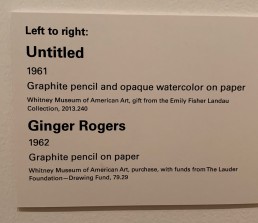 Left to right:
Untitled
1961
Graphite pencil and opaque watercolor on paper
Whitney Museum of American Art, gift from the Emily Fisher Landau
Collection, 2013.240
Ginger Rogers
1962
Graphite pencil on paper
Whitney Museum of American Art, purchase, with funds from The Lauder
Foundation—Drawing Fund, 79.29